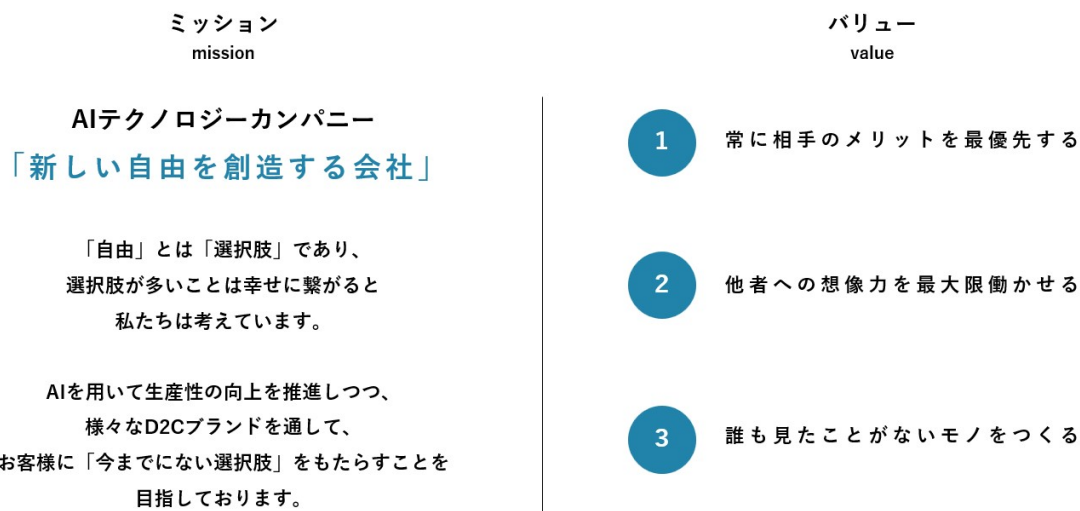 ミッション
mission
AIテクノロジーカンパニー
「新しい自由を創造する会社」
「自由」とは「選択肢」であり、
選択肢が多いことは幸せに繋がると
私たちは考えています。
AIを用いて生産性の向上を推進しつつ、
様々なD2Cブランドを通して、
お客様に「今までにない選択肢」をもたらすことを
目指しております。
バリュー
value
1 常に相手のメリットを最優先する
2 他者への想像力を最大限働かせる
3 誰も見たことがないモノをつくる